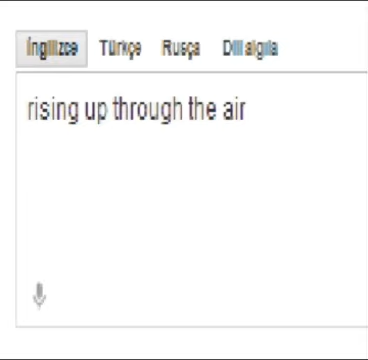 İngilizce Türkçe Rusça Dili algıla
rising up through the air